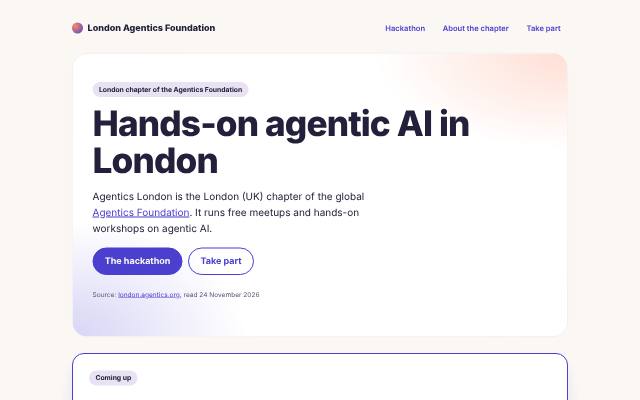 London Agentics Foundation
Hackathon
About the chapter
Take part
London chapter of the Agentics Foundation
Hands-on agentic AI in
London
Agentics London is the London (UK) chapter of the global
Agentics Foundation. It runs free meetups and hands-on
workshops on agentic AI.
The hackathon
Take part
Source: london.agentics.org, read 24 November 2026
Coming up